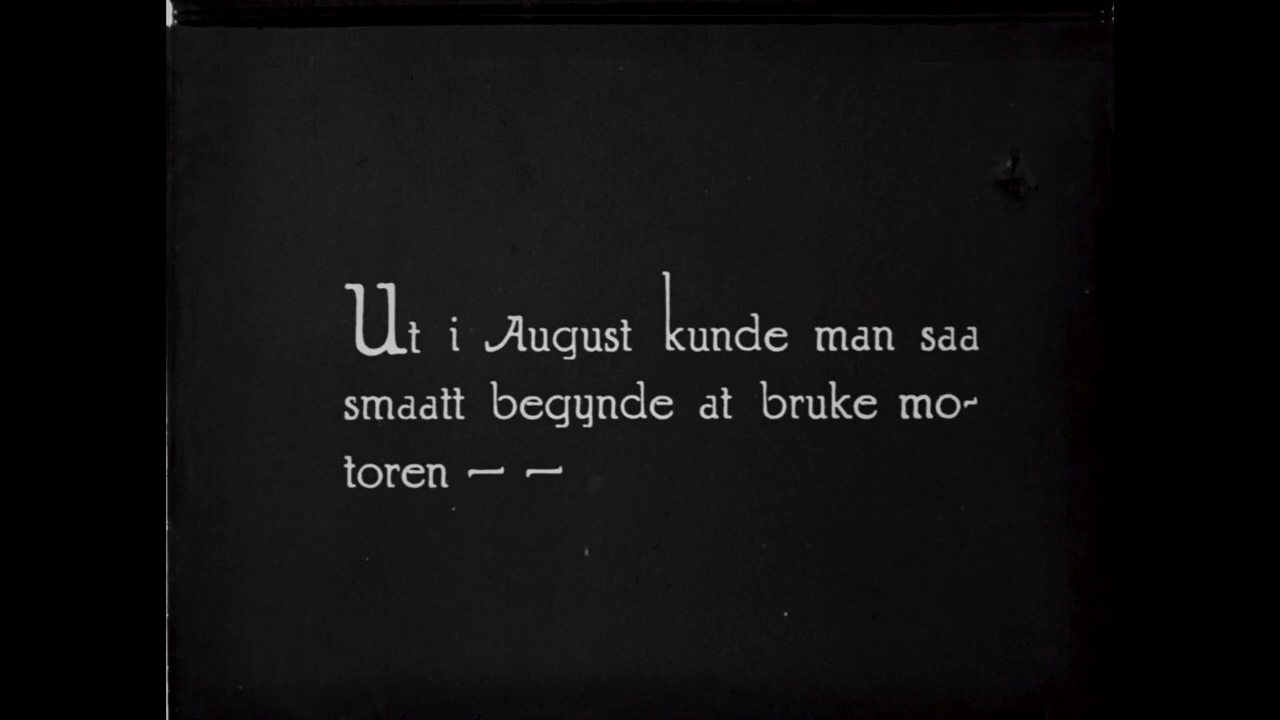 Ut i August kunde man saa
smaatt begynde at bruke mo-
toren — —